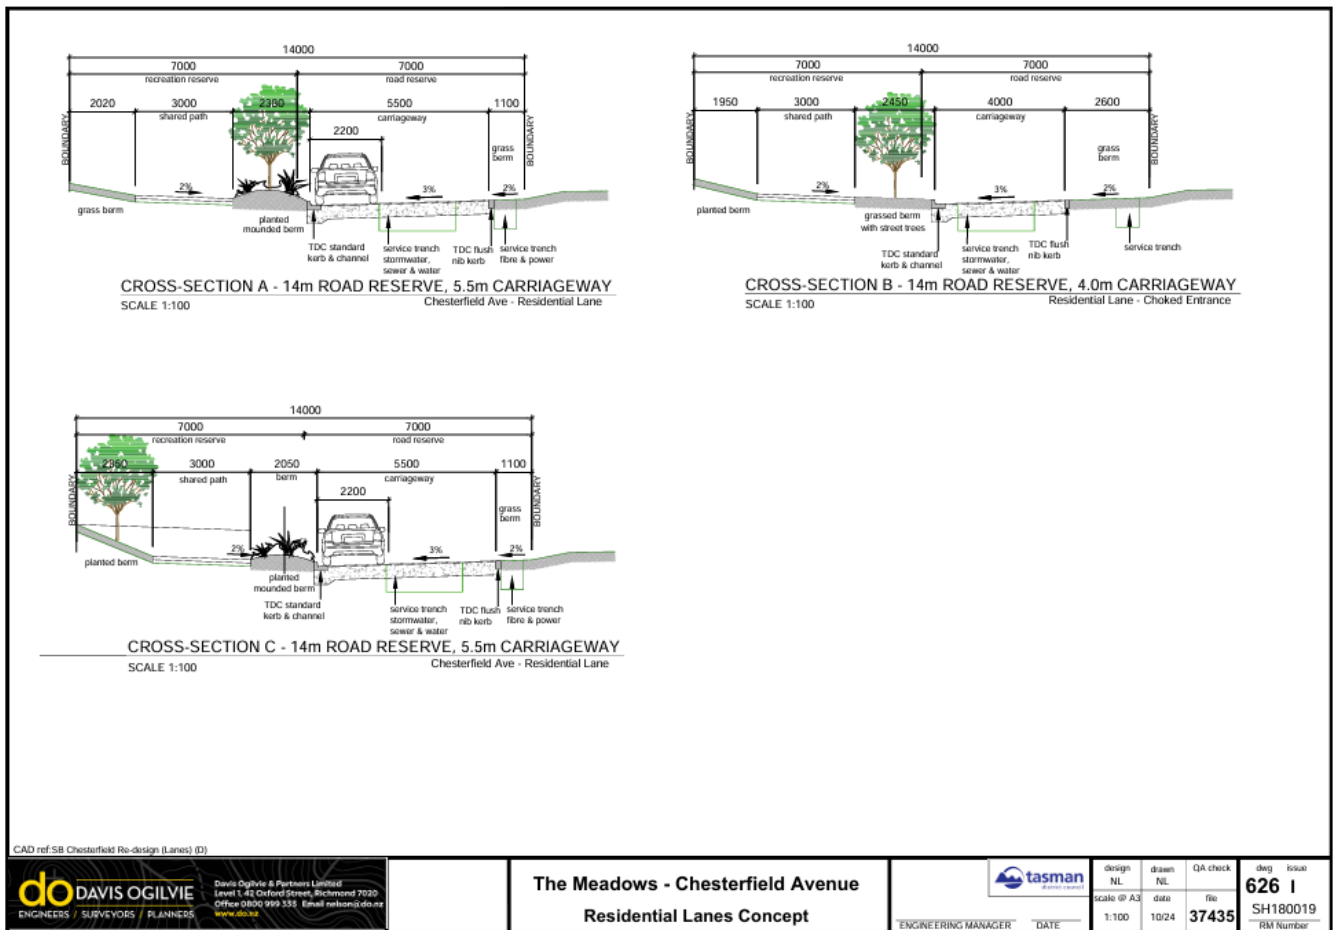 14000
7000 7000
recreation reserve road reserve
2020 3000 2380 5500 1100
shared path carriageway
2200
BOUNDARY
grass
berm
BOUNDARY
2% 3% 2%
grass berm
planted
mounded berm
TDC standard
kerb & channel
service trench
stormwater,
sewer & water
TDC flush
nib kerb
service trench
fibre & power
CROSS-SECTION A - 14m ROAD RESERVE, 5.5m CARRIAGEWAY
SCALE 1:100
Chesterfield Ave - Residential Lane
14000
7000 7000
recreation reserve road reserve
1950 3000 2450 4000 2600
shared path carriageway
BOUNDARY
grass
berm
BOUNDARY
2% 3% 2%
planted berm
grassed berm
with street trees
TDC standard
kerb & channel
service trench
stormwater,
sewer & water
TDC flush
nib kerb
service trench
CROSS-SECTION B - 14m ROAD RESERVE, 4.0m CARRIAGEWAY
SCALE 1:100
Residential Lane - Choked Entrance
14000
7000 7000
recreation reserve road reserve
3000 2050 5500 1100
shared path berm carriageway
2200
BOUNDARY
grass
berm
BOUNDARY
2% 3% 2%
planted berm
planted
mounded berm
TDC standard
kerb & channel
service trench
stormwater,
sewer & water
TDC flush
nib kerb
service trench
fibre & power
CROSS-SECTION C - 14m ROAD RESERVE, 5.5m CARRIAGEWAY
SCALE 1:100
Chesterfield Ave - Residential Lane
CAD ref:SB Chesterfield Re-design (Lanes) (D)
do DAVIS OGILVIE
ENGINEERS / SURVEYORS / PLANNERS
Davis Ogilvie & Partners Limited
Level 1, 42 Oxford Street, Richmond 7020
Office 0800 999 333 Email nelson@do.nz
www.do.nz
The Meadows - Chesterfield Avenue
Residential Lanes Concept
tasman
district council
ENGINEERING MANAGER DATE
design
NL
drawn
NL
QA check
scale @ A3
1:100
date
10/24
file
37435
dwg issue
626 I
SH180019
RM Number